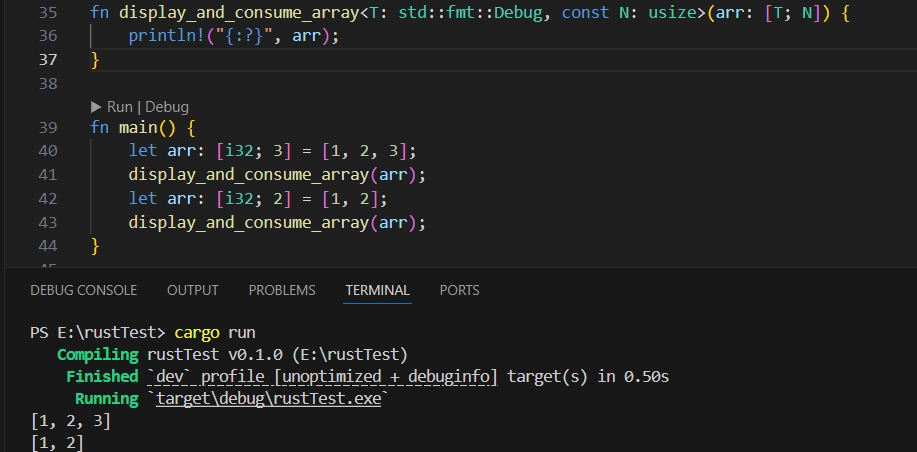 35 fn display_and_consume_array<T: std::fmt::Debug, const N: usize>(arr: [T; N]) {
36     println!("{:?}", arr);
37 }
38
▶ Run | Debug
39 fn main() {
40     let arr: [i32; 3] = [1, 2, 3];
41     display_and_consume_array(arr);
42     let arr: [i32; 2] = [1, 2];
43     display_and_consume_array(arr);
44 }
DEBUG CONSOLE OUTPUT PROBLEMS TERMINAL PORTS
PS E:\rustTest> cargo run
   Compiling rustTest v0.1.0 (E:\rustTest)
    Finished `dev` profile [unoptimized + debuginfo] target(s) in 0.50s
     Running `target\debug\rustTest.exe`
[1, 2, 3]
[1, 2]